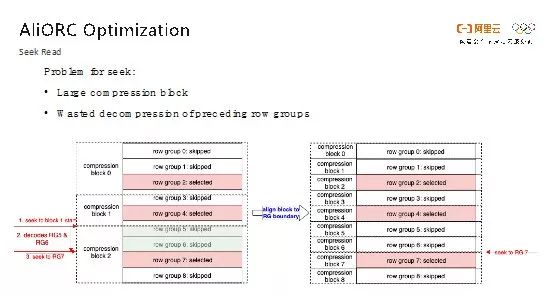 AliORC Optimization
阿里云
Seek Read
Problem for seek:
• Large compression block
• Wasted decompression of preceding row groups
compression block 0
row group 0: skipped
row group 1: skipped
row group 2: selected
compression block 1
row group 3: skipped
row group 4: selected
compression block 2
row group 5: skipped
row group 6: skipped
row group 7: selected
row group 8: skipped
1. seek to block 1 start
2. decodes RG5 & RG6
3. seek to RG7
align block to RG boundary
compression block 0
row group 0: skipped
compression block 1
row group 1: skipped
compression block 2
row group 2: selected
compression block 3
row group 3: skipped
compression block 4
row group 4: selected
compression block 5
row group 5: skipped
compression block 6
row group 6: skipped
compression block 7
row group 7: selected
compression block 8
row group 8: skipped
seek to RG 7